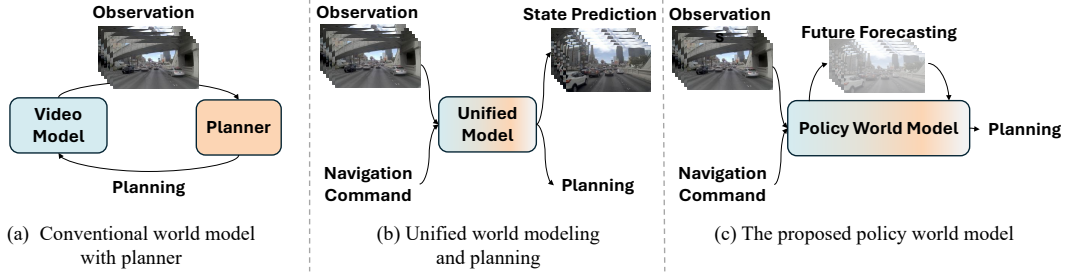 Observation
Video
Model
Planner
Planning
(a) Conventional world model
with planner
Observation
State Prediction
Unified
Model
Navigation
Command
Planning
(b) Unified world modeling
and planning
Observation
s
Future Forecasting
Policy World Model
Planning
Navigation
Command
(c) The proposed policy world model